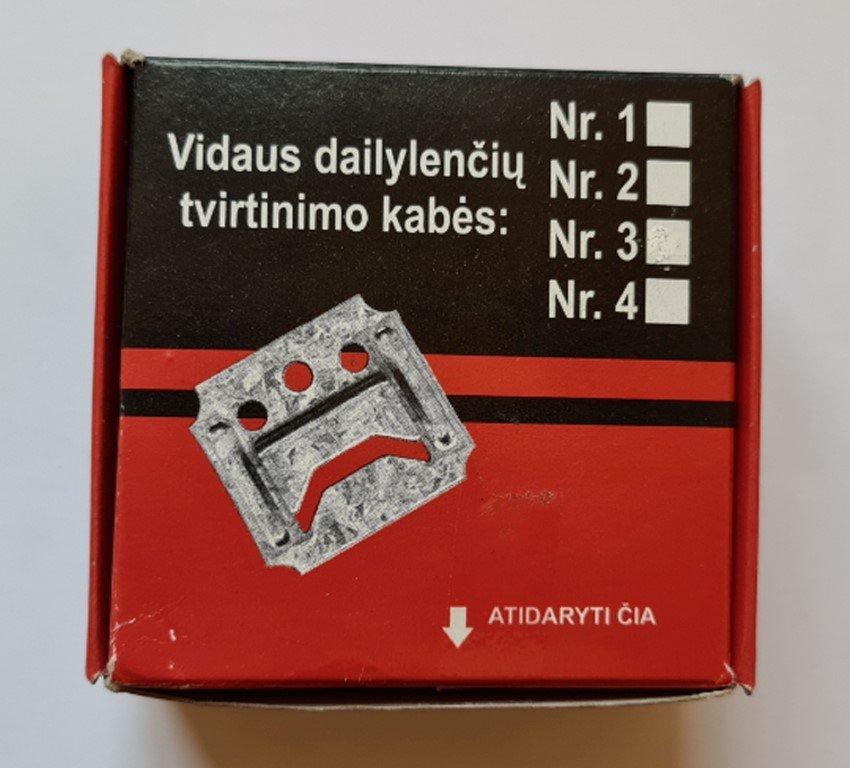 Vidaus dailylenčių
tvirtinimo kabės:
Nr. 1
Nr. 2
Nr. 3
Nr. 4
ATIDARYTI ČIA